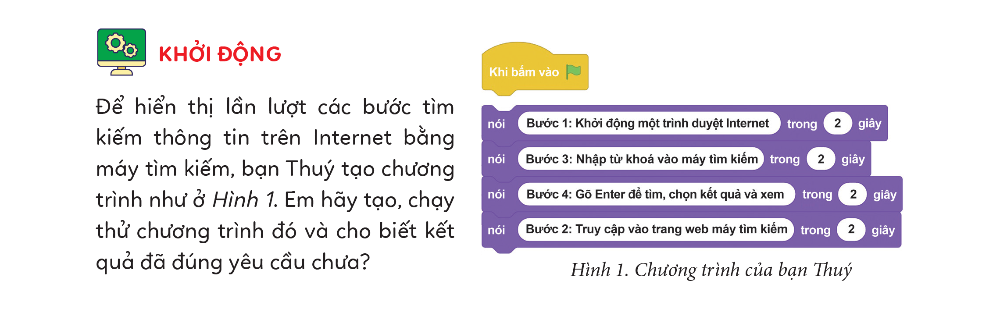 KHỞI ĐỘNG
Để hiển thị lần lượt các bước tìm
kiếm thông tin trên Internet bằng
máy tìm kiếm, bạn Thuý tạo chương
trình như ở Hình 1. Em hãy tạo, chạy
thử chương trình đó và cho biết kết
quả đã đúng yêu cầu chưa?
Khi bấm vào
nói Bước 1: Khởi động một trình duyệt Internet trong 2 giây
nói Bước 3: Nhập từ khoá vào máy tìm kiếm trong 2 giây
nói Bước 4: Gõ Enter để tìm, chọn kết quả và xem trong 2 giây
nói Bước 2: Truy cập vào trang web máy tìm kiếm trong 2 giây
Hình 1. Chương trình của bạn Thuý